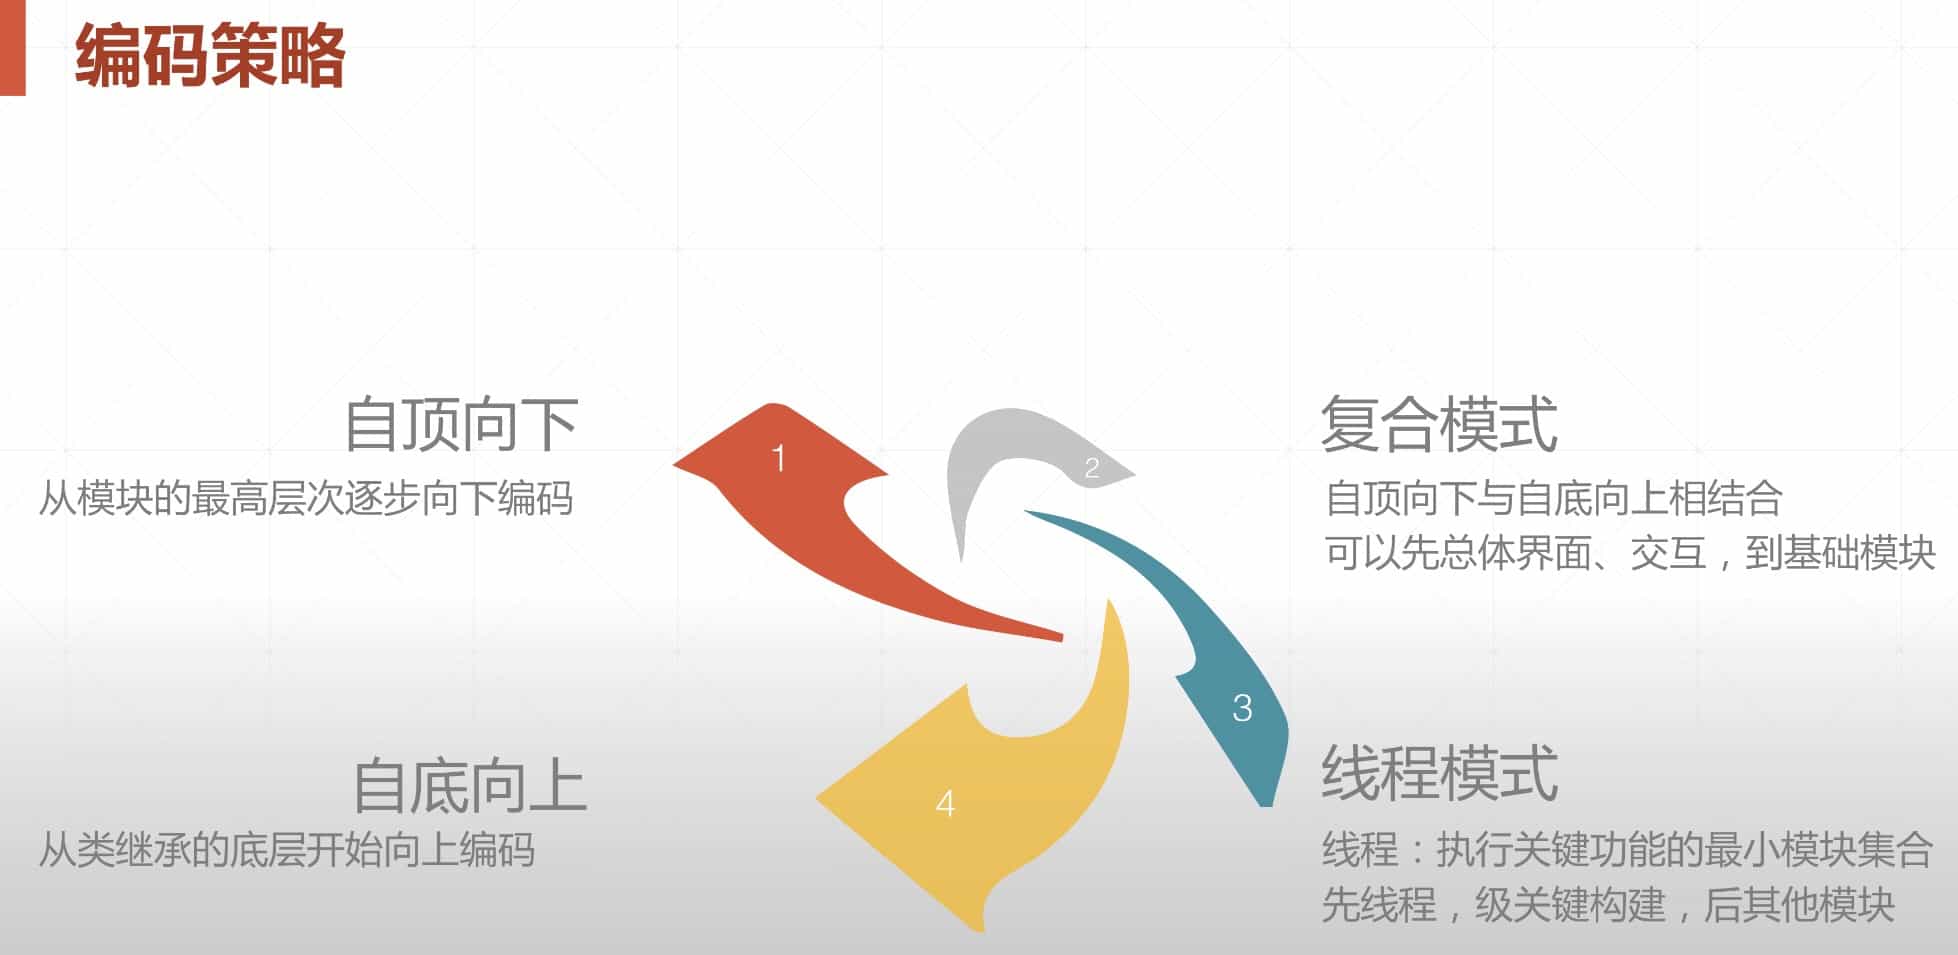 编码策略
自顶向下
从模块的最高层次逐步向下编码
1
2
复合模式
自顶向下与自底向上相结合
可以先总体界面、交互，到基础模块
自底向上
从类继承的底层开始向上编码
4
3
线程模式
线程：执行关键功能的最小模块集合
先线程，级关键构建，后其他模块